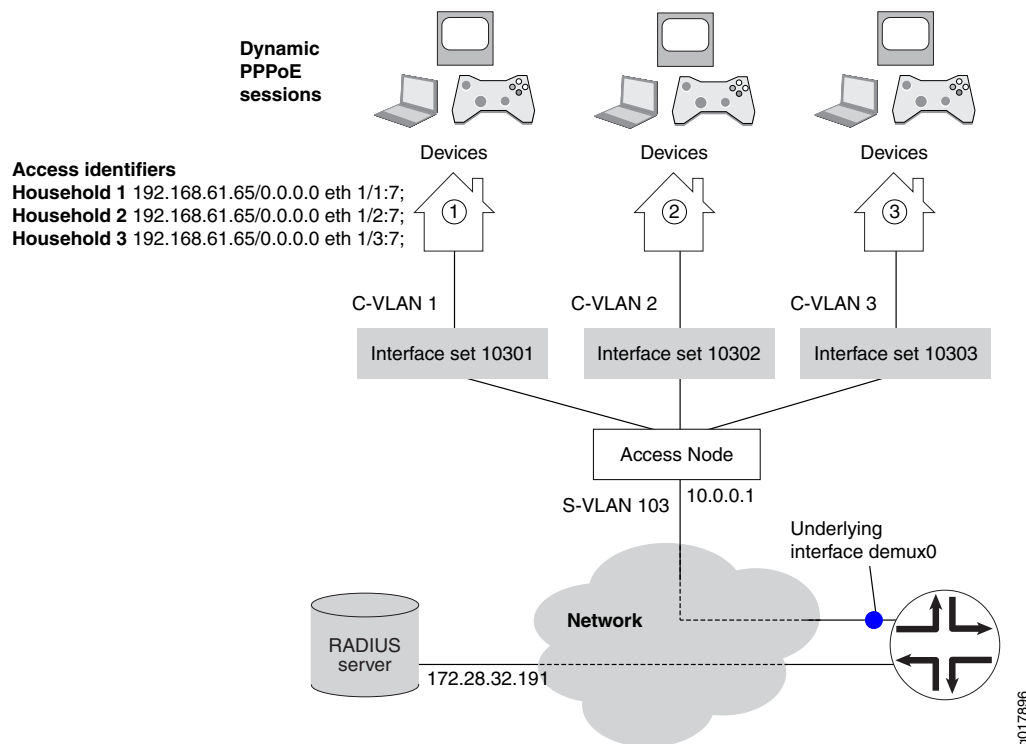 Dynamic
PPPoE
sessions
Devices
Devices
Devices
Access identifiers
Household 1 192.168.61.65/0.0.0.0 eth 1/1:7;
Household 2 192.168.61.65/0.0.0.0 eth 1/2:7;
Household 3 192.168.61.65/0.0.0.0 eth 1/3:7;
1
2
3
C-VLAN 1
C-VLAN 2
C-VLAN 3
Interface set 10301
Interface set 10302
Interface set 10303
Access Node
S-VLAN 103
10.0.0.1
Underlying
interface demux0
Network
RADIUS
server
172.28.32.191
g017896